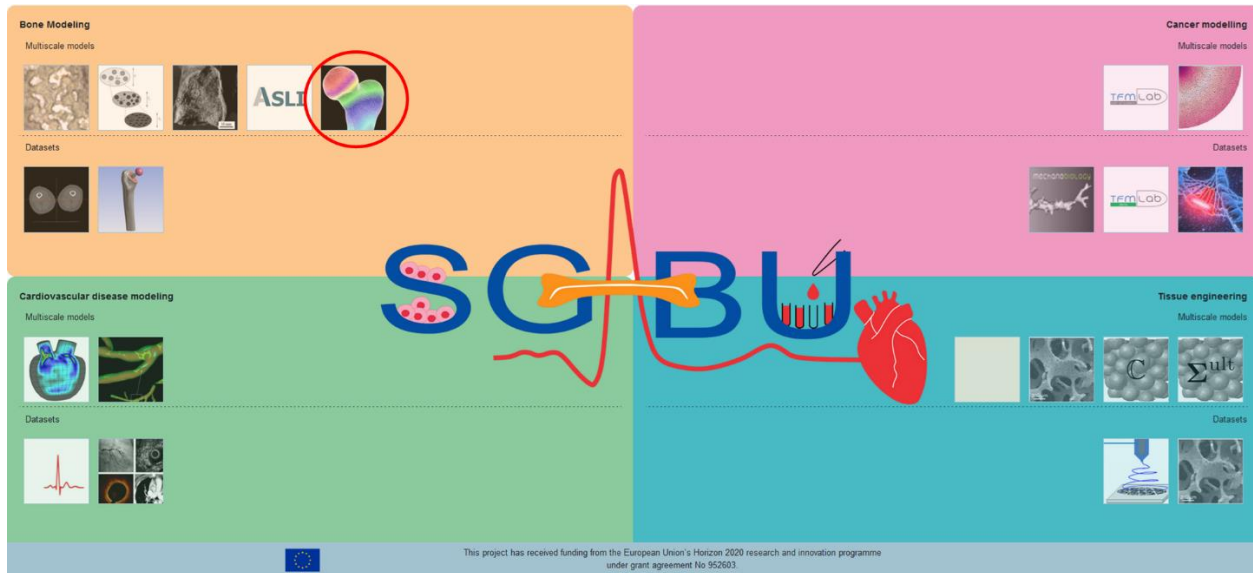 Bone Modeling
Multiscale models
ASLI
Datasets
Cancer modelling
Multiscale models
TFMLab
Datasets
MECHANOBIOLOGY
TFMLab
SGABU
Cardiovascular disease modeling
Multiscale models
Datasets
Tissue engineering
Multiscale models
ℂ Σult
Datasets
This project has received funding from the European Union's Horizon 2020 research and innovation programme
under grant agreement No 952603.